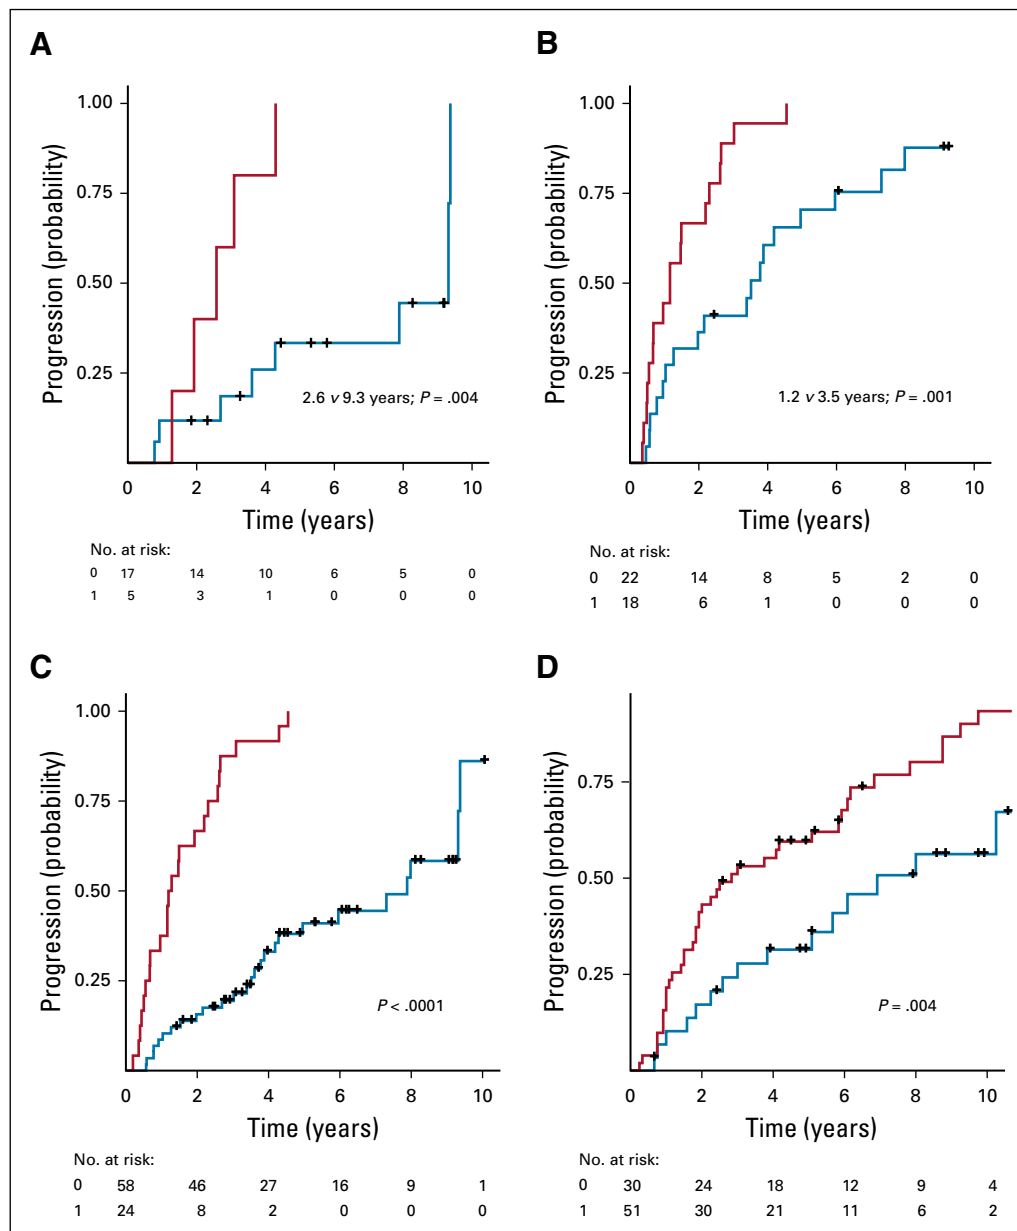 A
Progression (probability)
1.00
0.75
0.50
0.25
2.6 v 9.3 years; P = .004
0 2 4 6 8 10
Time (years)
No. at risk:
0 17 14 10 6 5 0
1 5 3 1 0 0 0
B
Progression (probability)
1.00
0.75
0.50
0.25
1.2 v 3.5 years; P = .001
0 2 4 6 8 10
Time (years)
No. at risk:
0 22 14 8 5 2 0
1 18 6 1 0 0 0
C
Progression (probability)
1.00
0.75
0.50
0.25
P < .0001
0 2 4 6 8 10
Time (years)
No. at risk:
0 58 46 27 16 9 1
1 24 8 2 0 0 0
D
Progression (probability)
0.75
0.50
0.25
P = .004
0 2 4 6 8 10
Time (years)
No. at risk:
0 30 24 18 12 9 4
1 51 30 21 11 6 2